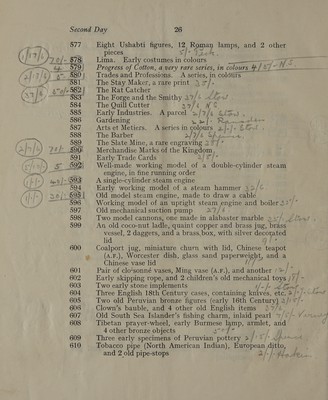 Second Day 26
577 Eight Ushabti figures, 12 Roman lamps, and 2 other
pieces
578 Lima. Early costumes in colours
579 Progress of Cotton, a very rare series, in colours
580 Trades and Professions. A series, in colours
581 The Stay Maker, a rare print
582 The Rat Catcher
583 The Forge and the Smithy
584 The Quill Cutter
585 Early Industries. A parcel
586 Gardening
587 Arts et Metiers. A series in colours
588 The Barber
589 The Slate Mine, a rare engraving
590 Merchandise Marks of the Kingdom
591 Early Trade Cards
592 Well-made working model of a double-cylinder steam
engine, in fine running order
593 A single-cylinder steam engine
594 Early working model of a steam hammer
595 Old model steam engine, made to draw a cable
596 Working model of an upright steam engine and boiler
597 Old mechanical suction pump
598 Two model cannons, one made in alabaster marble
599 An old coco-nut ladle, quaint copper and brass jug, brass
vessel, 2 daggers, and a brass box, with silver decorated
lid
600 Coalport jug, miniature churn with lid, Chinese teapot
(A.F.), Worcester dish, glass sand paperweight, and a
Chinese vase lid
601 Pair of cloisonné vases, Ming vase (A.F.), and another
602 Early skipping rope, and 2 children's old mechanical toys
603 Two early stone implements
604 Three English 18th Century cases, containing knives, etc.
605 Two old Peruvian bronze figures (early 16th Century)
606 Clown's bauble, and 4 other old English items
607 Old South Sea Islander's fishing charm, inlaid pearl
608 Tibetan prayer-wheel, early Burmese lamp, armlet, and
4 other bronze objects
609 Three early specimens of Peruvian pottery
610 Tobacco pipe (North American Indian), European ditto,
and 2 old pipe-stops